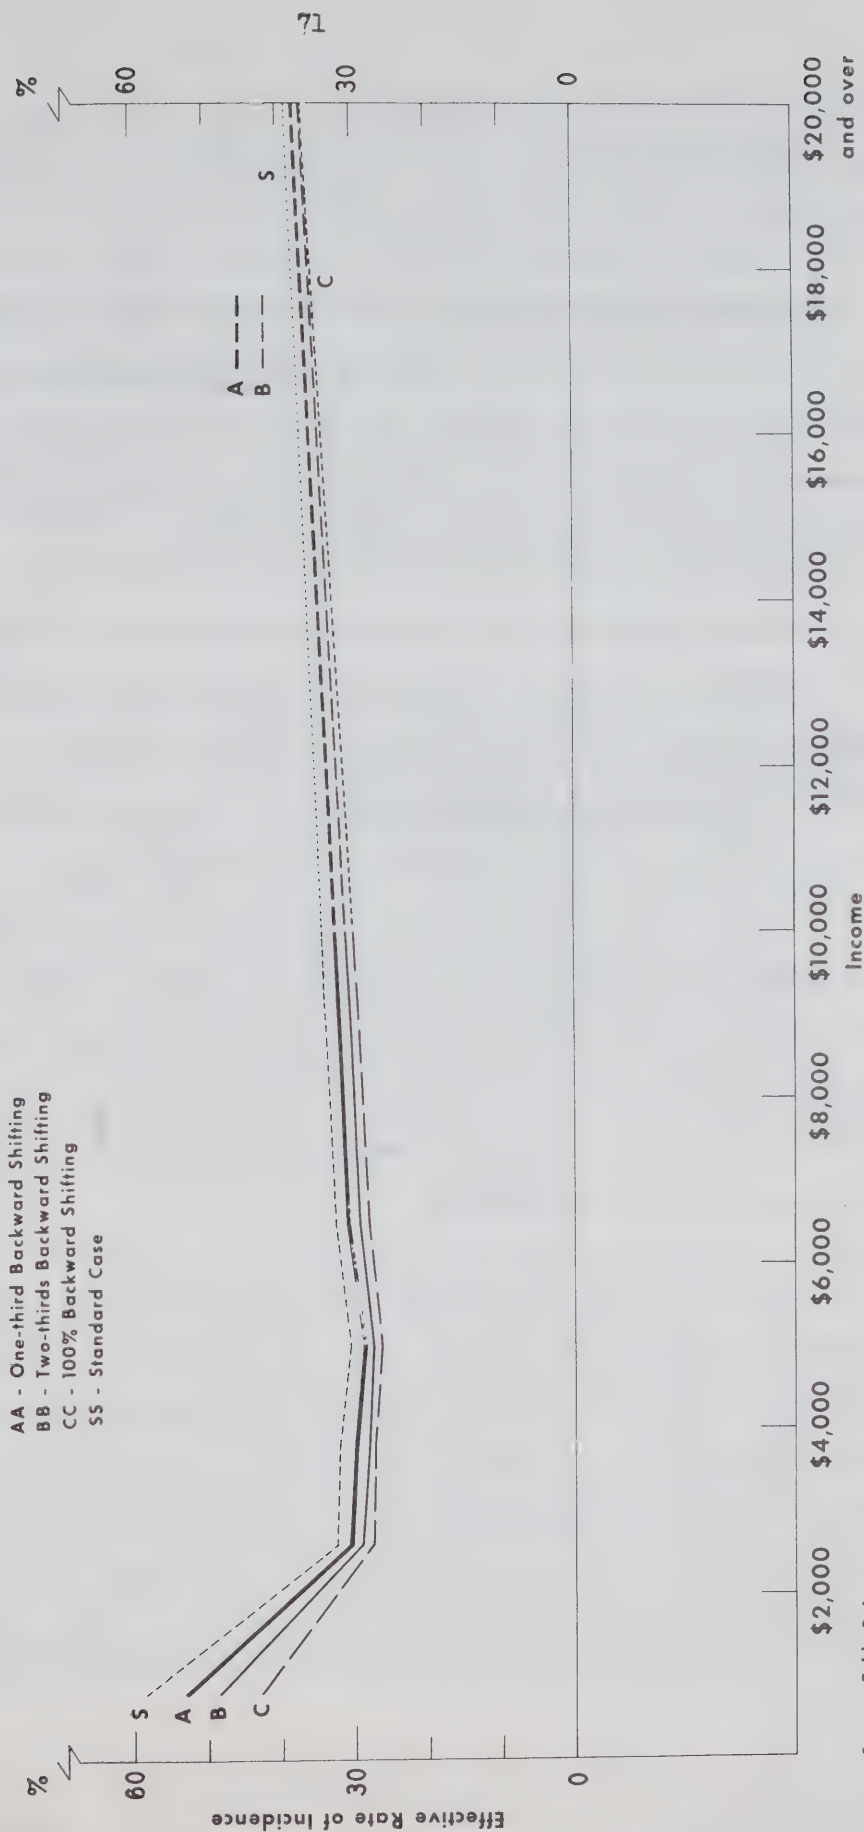 71
AA - One-third Backward Shifting
BB - Two-thirds Backward Shifting
CC - 100% Backward Shifting
SS - Standard Case
%
60
30
0
Effective Rate of Incidence
S
A
B
C
A
B
S
C
%
60
30
0
$2,000
$4,000
$6,000
$8,000
$10,000
$12,000
$14,000
$16,000
$18,000
$20,000
and over
Income